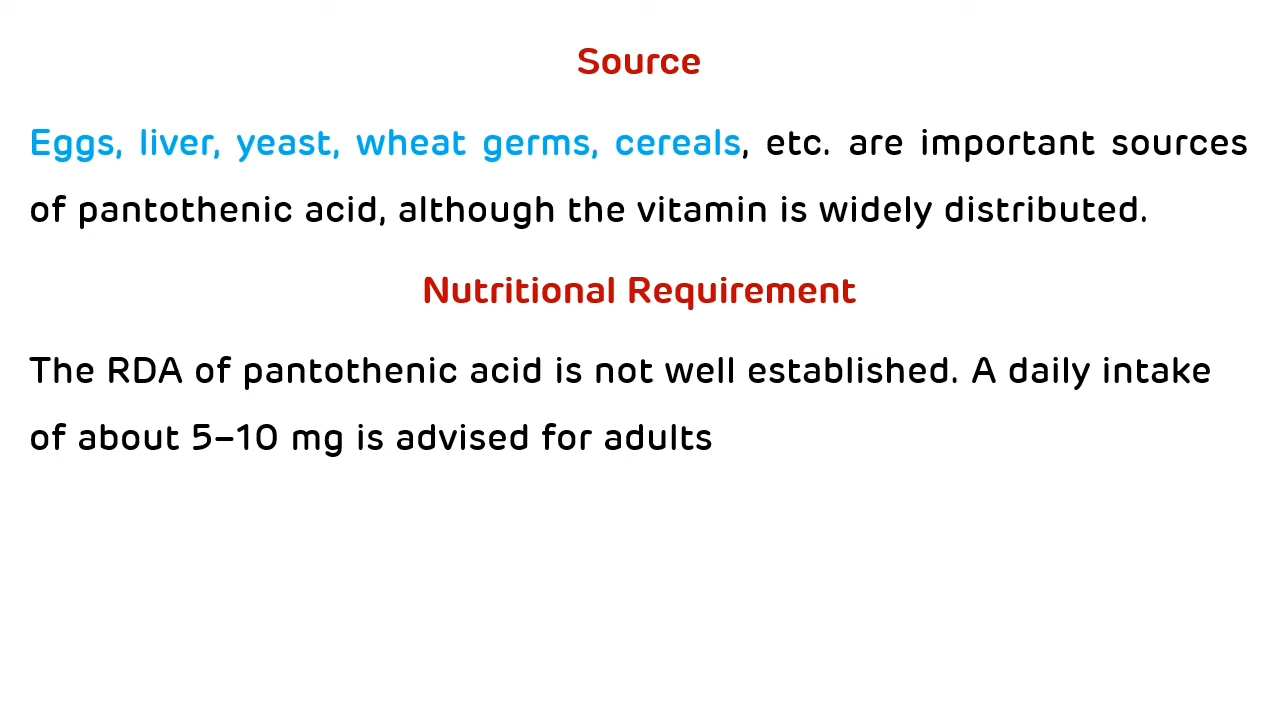 Source
Eggs, liver, yeast, wheat germs, cereals, etc. are important sources
of pantothenic acid, although the vitamin is widely distributed.
Nutritional Requirement
The RDA of pantothenic acid is not well established. A daily intake
of about 5–10 mg is advised for adults